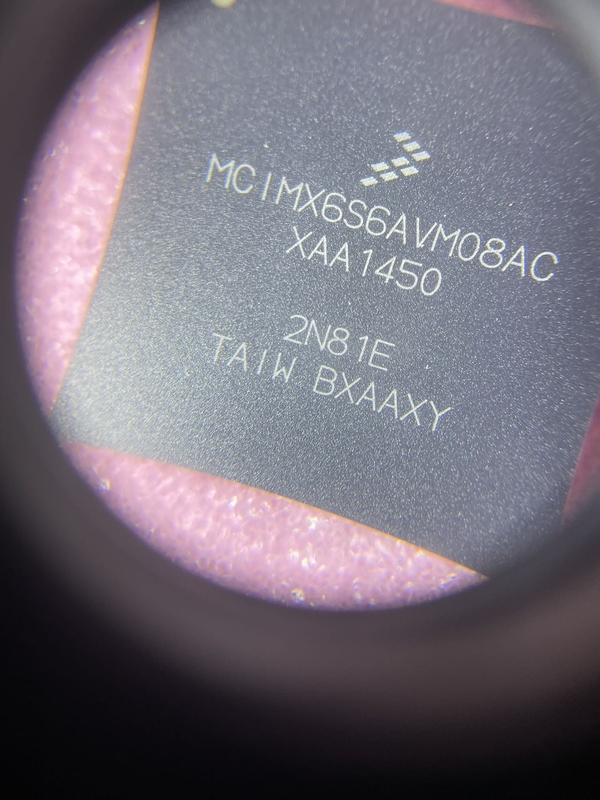 MCIMX6S6AVM08AC
XAA1450
2N81E
TAIW BXAAXY